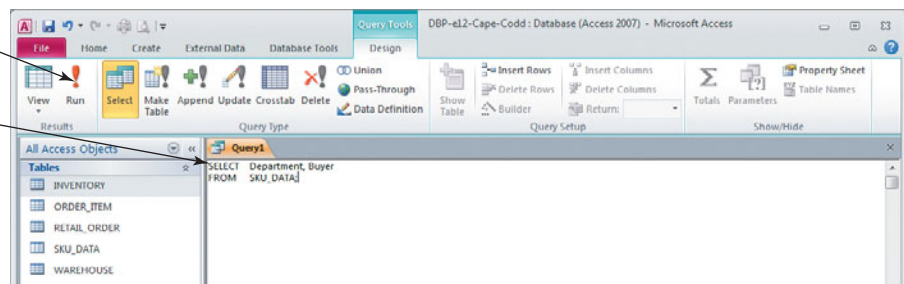 Query Tools
DBP-e12-Cape-Codd : Database (Access 2007) - Microsoft Access
File Home Create External Data Database Tools Design
View Run Select Make Table Append Update Crosstab Delete
Union
Pass-Through
Data Definition
Show Table
Insert Rows
Delete Rows
Builder
Insert Columns
Delete Columns
Return:
Totals Parameters
Property Sheet
Table Names
Results Query Type Query Setup Show/Hide
All Access Objects
Query1
Tables
SELECT Department, Buyer
FROM SKU_DATA;
INVENTORY
ORDER_ITEM
RETAIL_ORDER
SKU_DATA
WAREHOUSE